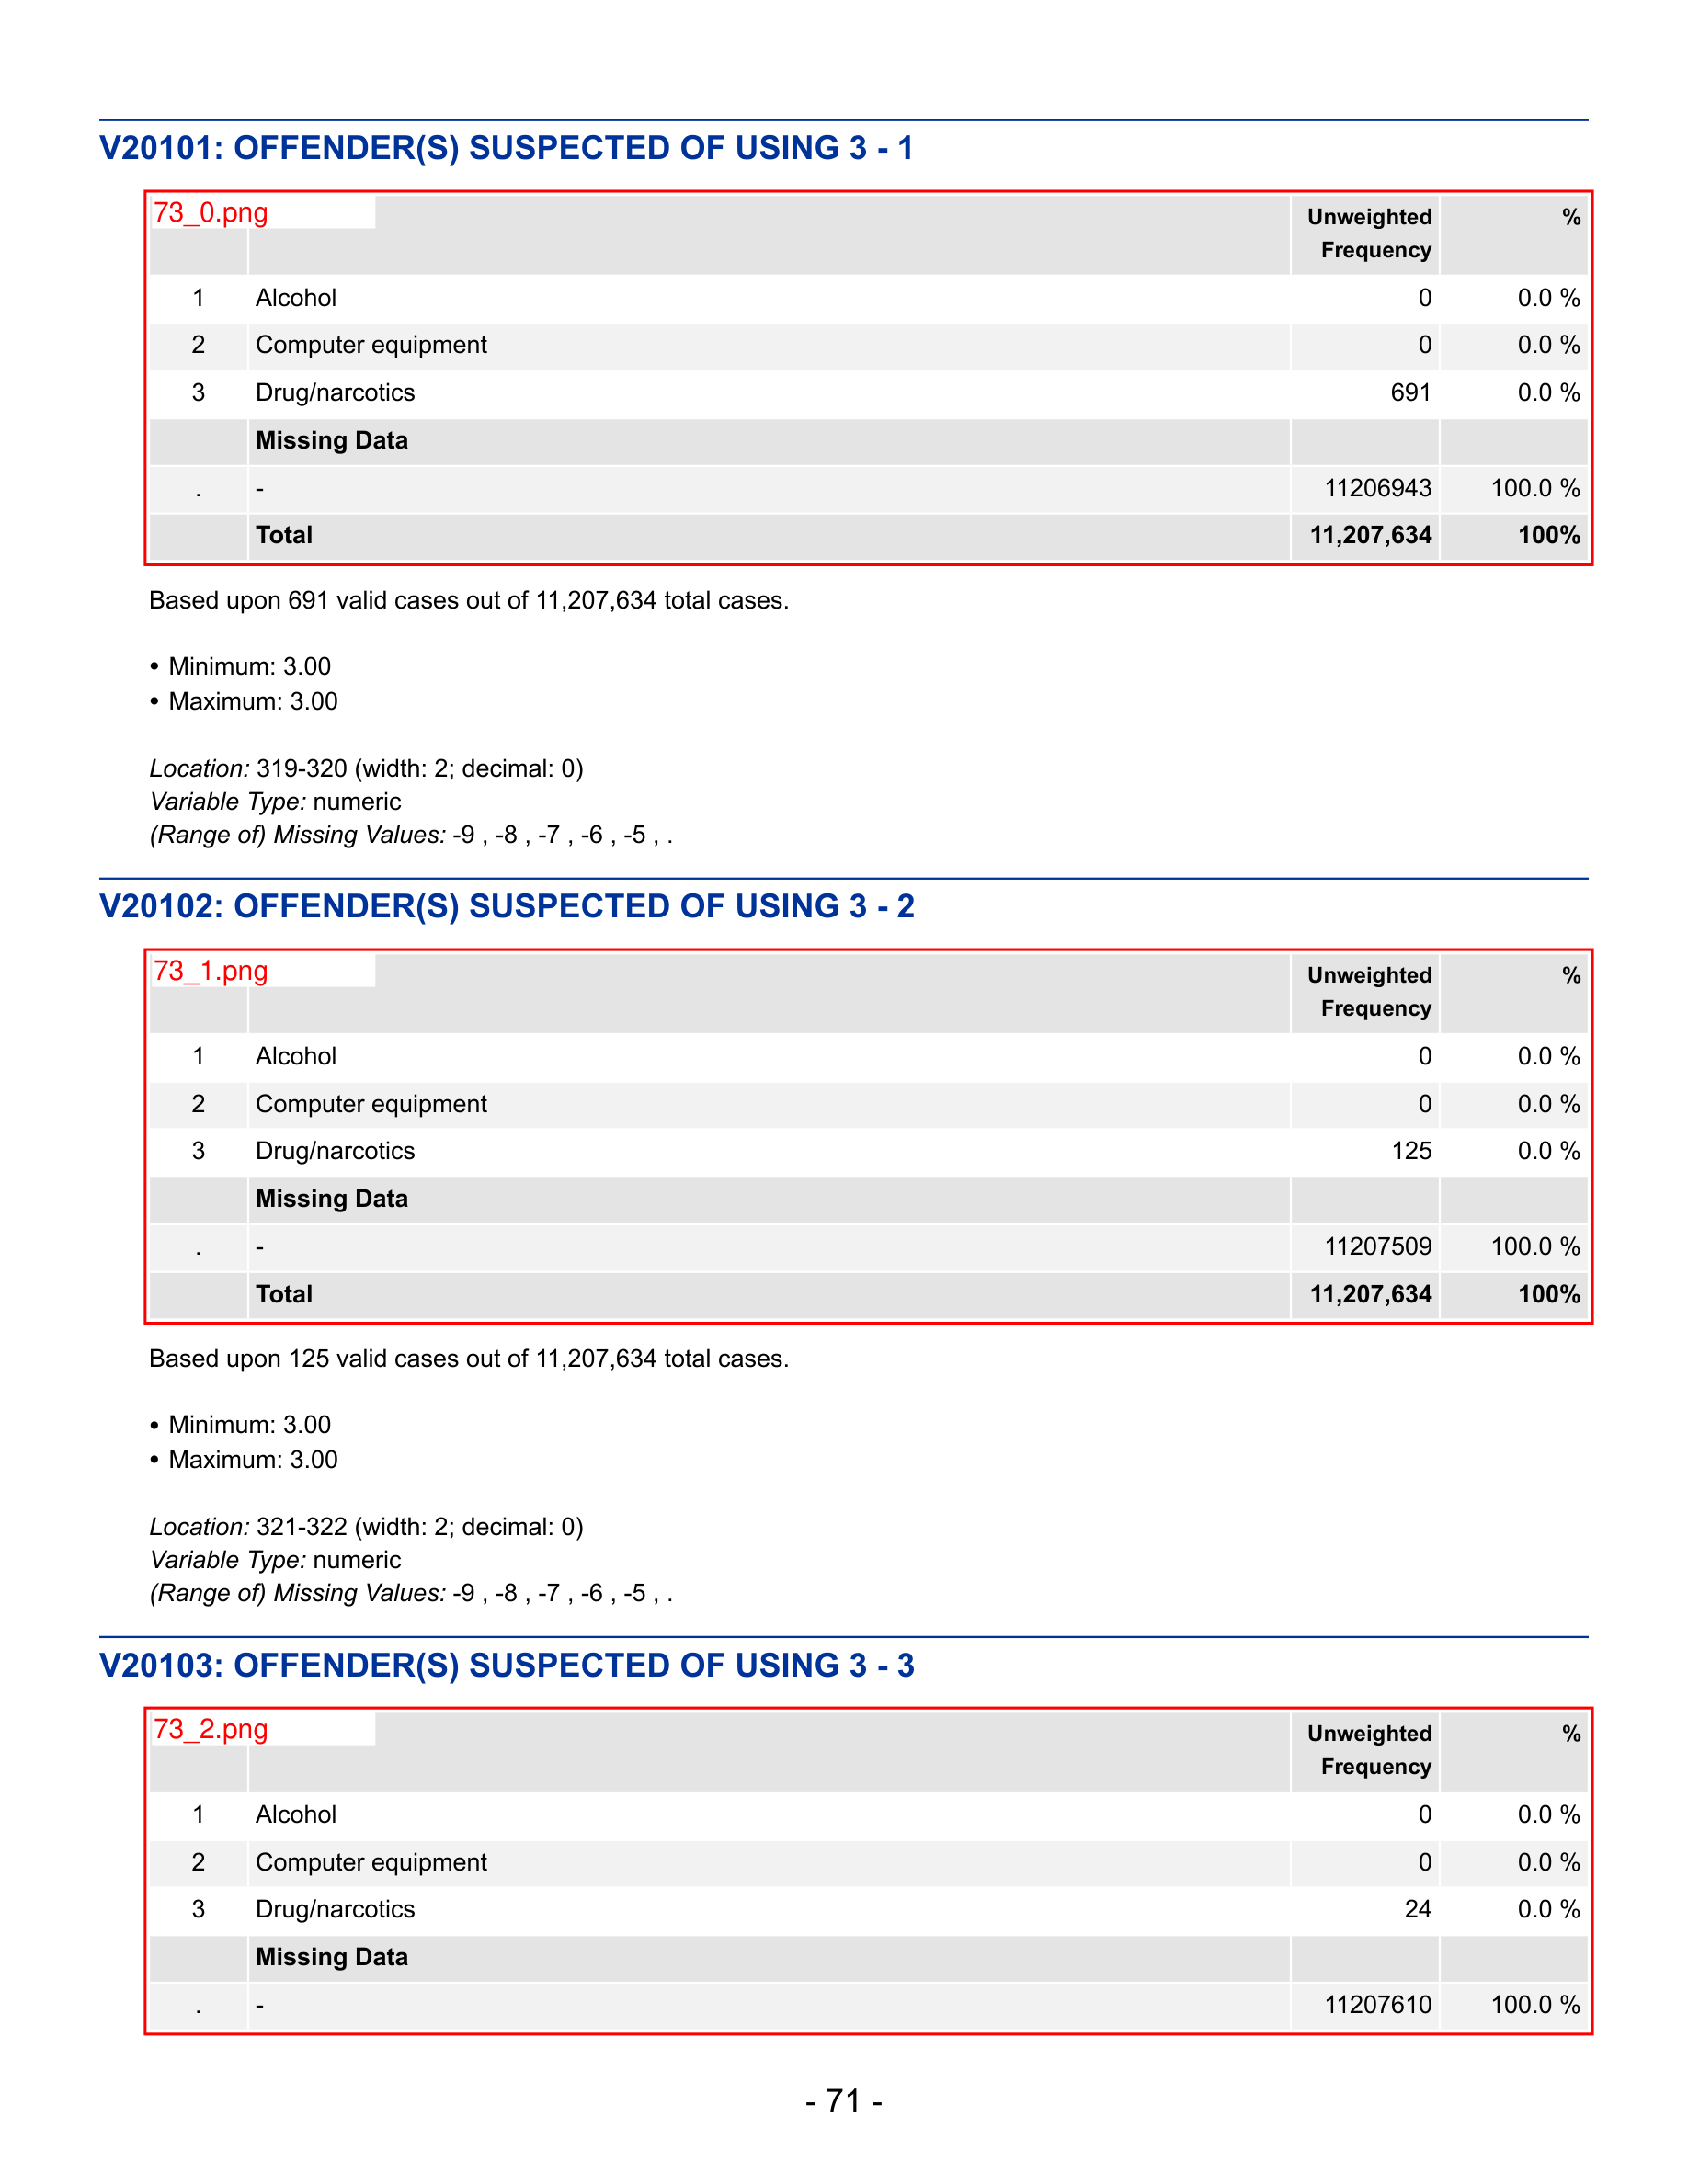 V20101: OFFENDER(S) SUSPECTED OF USING 3 - 1
73_0.png
Unweighted Frequency %
1 Alcohol 0 0.0 %
2 Computer equipment 0 0.0 %
3 Drug/narcotics 691 0.0 %
Missing Data
. - 11206943 100.0 %
Total 11,207,634 100%
Based upon 691 valid cases out of 11,207,634 total cases.
• Minimum: 3.00
• Maximum: 3.00
Location: 319-320 (width: 2; decimal: 0)
Variable Type: numeric
(Range of) Missing Values: -9 , -8 , -7 , -6 , -5 , .
V20102: OFFENDER(S) SUSPECTED OF USING 3 - 2
73_1.png
Unweighted Frequency %
1 Alcohol 0 0.0 %
2 Computer equipment 0 0.0 %
3 Drug/narcotics 125 0.0 %
Missing Data
. - 11207509 100.0 %
Total 11,207,634 100%
Based upon 125 valid cases out of 11,207,634 total cases.
• Minimum: 3.00
• Maximum: 3.00
Location: 321-322 (width: 2; decimal: 0)
Variable Type: numeric
(Range of) Missing Values: -9 , -8 , -7 , -6 , -5 , .
V20103: OFFENDER(S) SUSPECTED OF USING 3 - 3
73_2.png
Unweighted Frequency %
1 Alcohol 0 0.0 %
2 Computer equipment 0 0.0 %
3 Drug/narcotics 24 0.0 %
Missing Data
. - 11207610 100.0 %
- 71 -